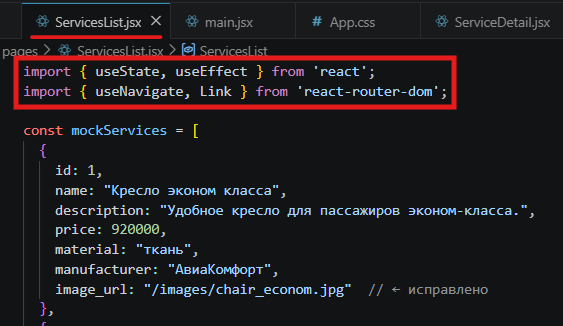 ServicesList.jsx
main.jsx
App.css
ServiceDetail.jsx
pages > ServicesList.jsx > ServicesList
import { useState, useEffect } from 'react';
import { useNavigate, Link } from 'react-router-dom';
const mockServices = [
{
id: 1,
name: "Кресло эконом класса",
description: "Удобное кресло для пассажиров эконом-класса.",
price: 920000,
material: "ткань",
manufacturer: "АвиаКомфорт",
image_url: "/images/chair_econom.jpg"  // ← исправлено
},
{